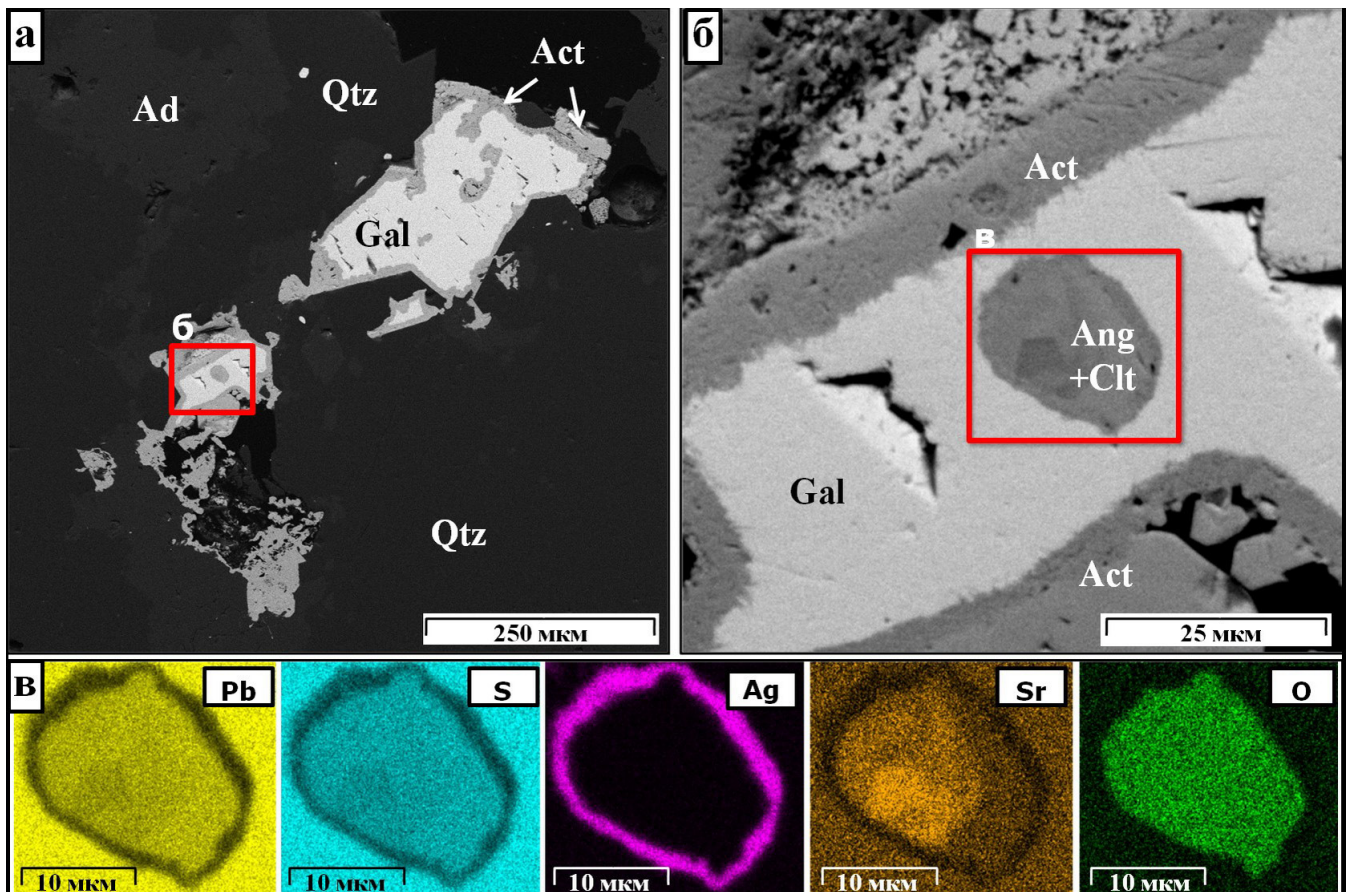 а
Act
Qtz
Ad
Gal
б
Qtz
250 мкм
б
Act
в
Ang
+Clt
Gal
Act
25 мкм
в
Pb
S
Ag
Sr
O
10 мкм
10 мкм
10 мкм
10 мкм
10 мкм